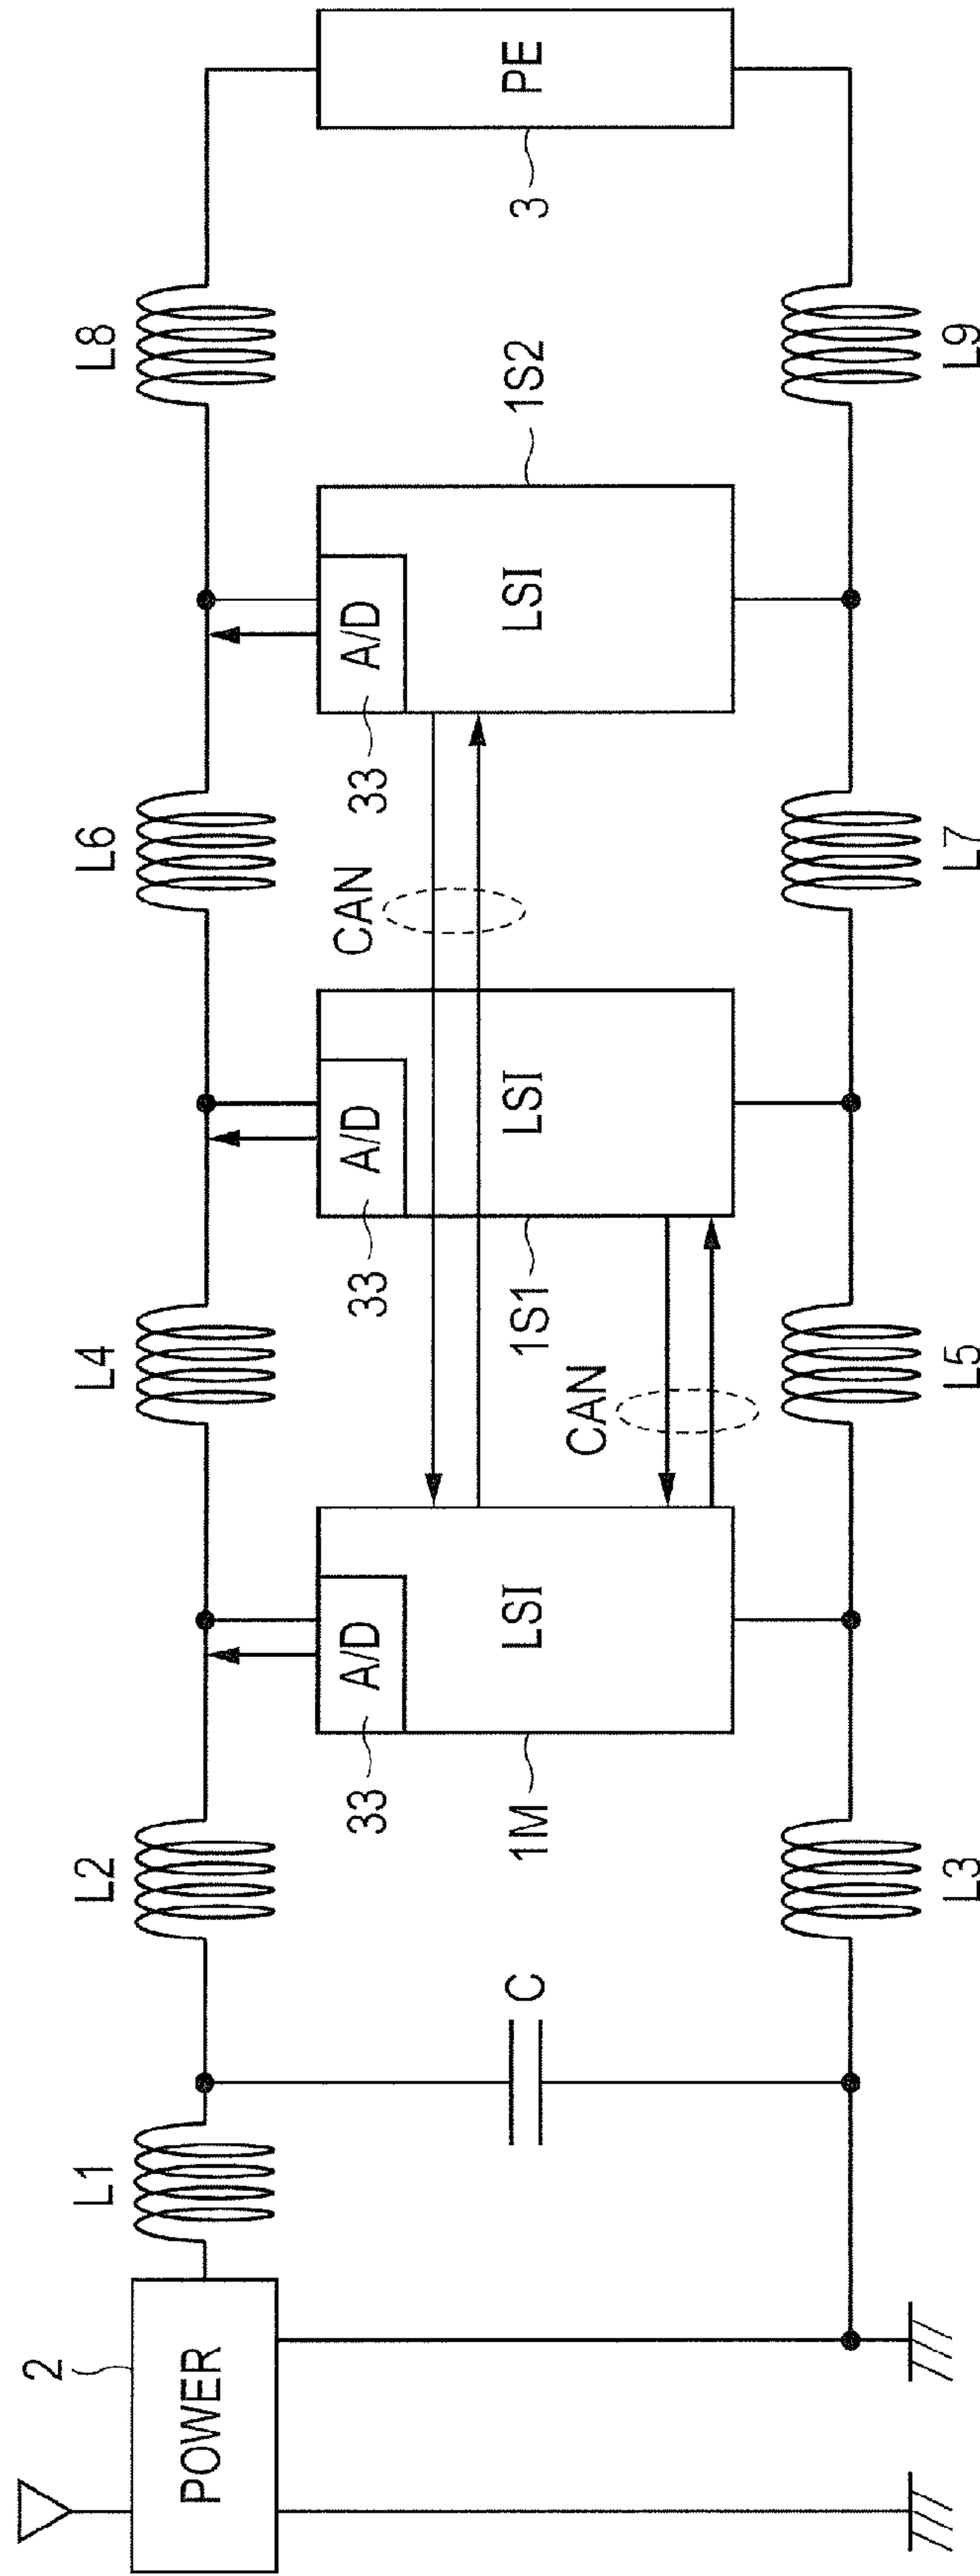 2
POWER
L1
L2
L4
L6
L8
C
33
A/D
LSI
1M
33
A/D
LSI
1S1
33
A/D
LSI
1S2
CAN
CAN
PE
3
L3
L5
L7
L9